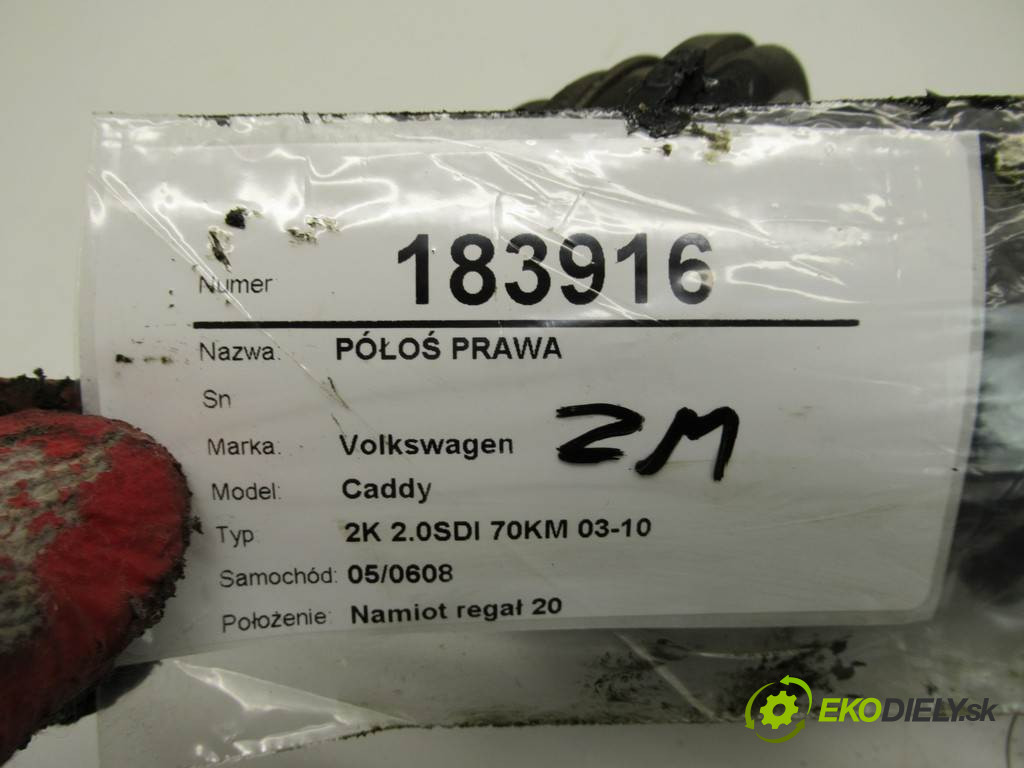 Numer 183916
Nazwa: PÓŁOŚ PRAWA
Sn
Marka: Volkswagen ZM
Model: Caddy
Typ 2K 2.0SDI 70KM 03-10
Samochód: 05/0608
Położenie: Namiot regał 20
EKODIELY.sk